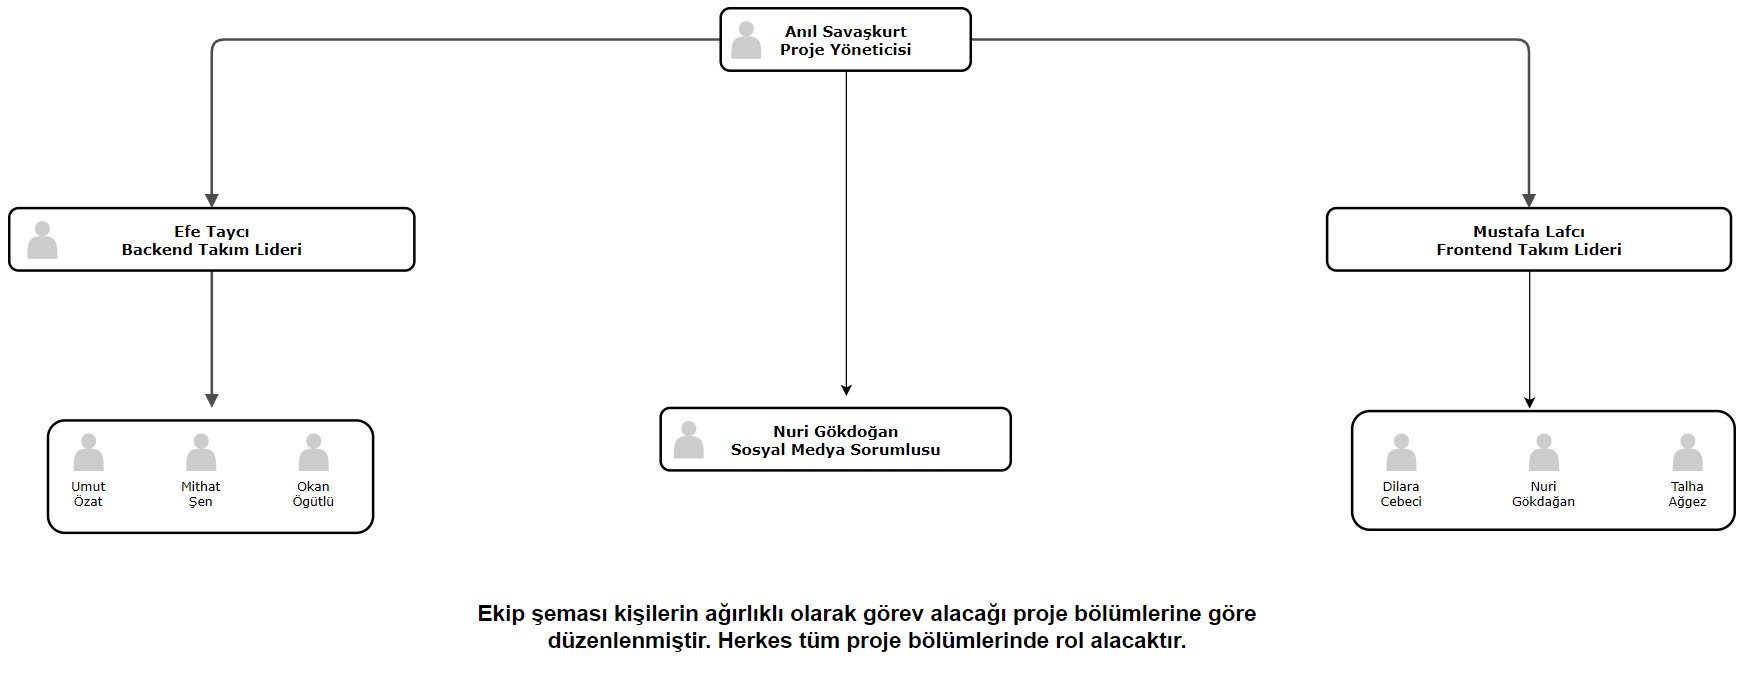 Anıl Savaşkurt
Proje Yöneticisi
Efe Taycı
Backend Takım Lideri
Mustafa Lafcı
Frontend Takım Lideri
Nuri Gökdoğan
Sosyal Medya Sorumlusu
Umut
Özat
Mithat
Şen
Okan
Ögütlü
Dilara
Cebeci
Nuri
Gökdağan
Talha
Ağgez
Ekip şeması kişilerin ağırlıklı olarak görev alacağı proje bölümlerine göre
düzenlenmiştir. Herkes tüm proje bölümlerinde rol alacaktır.